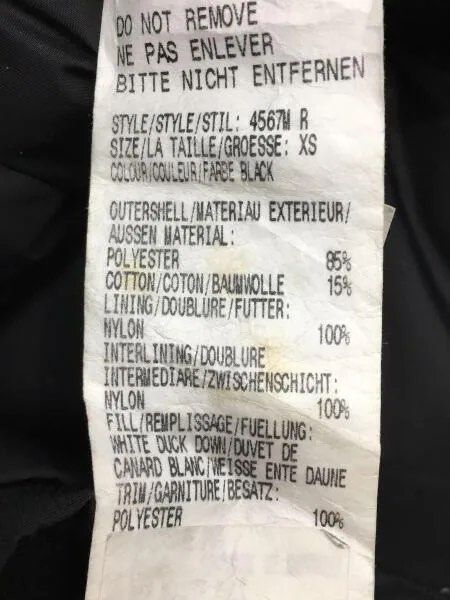 DO NOT REMOVE
NE PAS ENLEVER
BITTE NICHT ENTFERNEN
STYLE/STYLE/STIL: 4567M R
SIZE/LA TAILLE/GROESSE: XS
COLOUR/COULEUR/FARBE BLACK
OUTERSHELL/MATERIAU EXTERIEUR/
AUSSEN MATERIAL:
POLYESTER 85%
COTTON/COTON/BAUMWOLLE 15%
LINING/DOUBLURE/FUTTER:
NYLON 100%
INTERLINING/DOUBLURE
INTERMEDIARE/ZWISCHENSCHICHT:
NYLON 100%
FILL/REMPLISSAGE/FUELLUNG:
WHITE DUCK DOWN/DUVET DE
CANARD BLANC/WEISSE ENTE DAUNE
TRIM/GARNITURE/BESATZ:
POLYESTER 100%